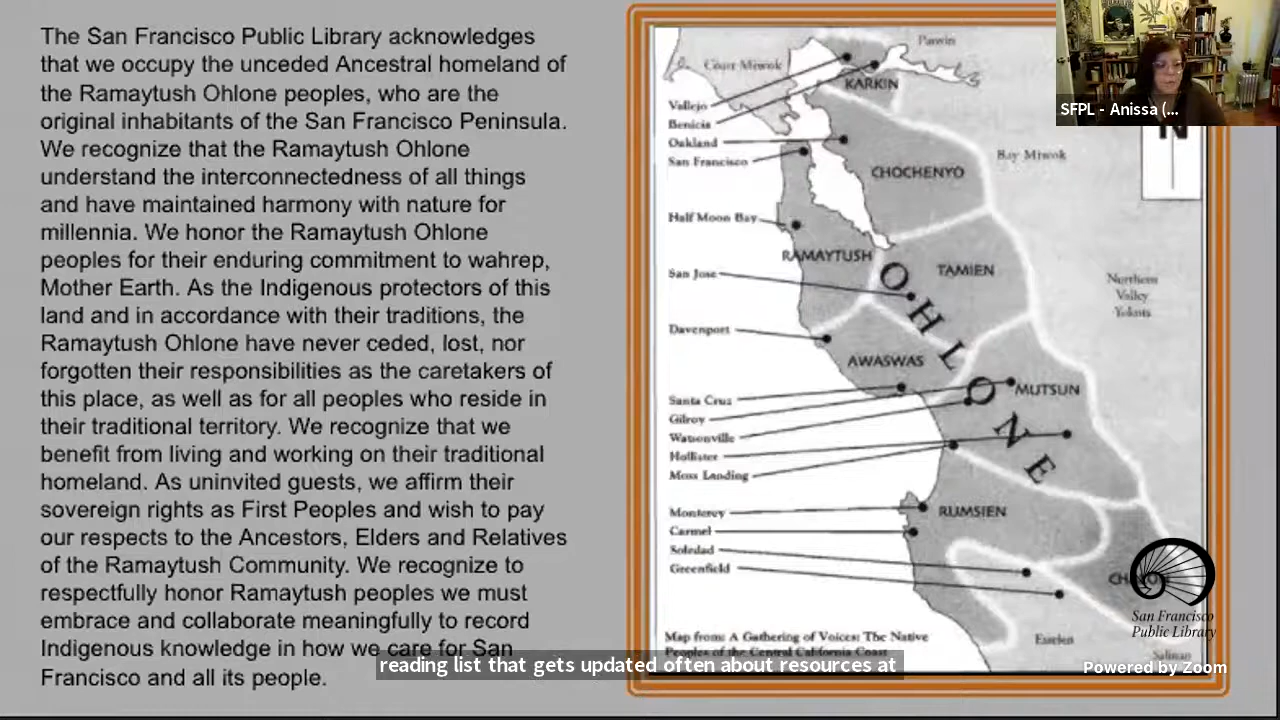 The San Francisco Public Library acknowledges
that we occupy the unceded Ancestral homeland of
the Ramaytush Ohlone peoples, who are the
original inhabitants of the San Francisco Peninsula.
We recognize that the Ramaytush Ohlone
understand the interconnectedness of all things
and have maintained harmony with nature for
millennia. We honor the Ramaytush Ohlone
peoples for their enduring commitment to wahrep,
Mother Earth. As the Indigenous protectors of this
land and in accordance with their traditions, the
Ramaytush Ohlone have never ceded, lost, nor
forgotten their responsibilities as the caretakers of
this place, as well as for all peoples who reside in
their traditional territory. We recognize that we
benefit from living and working on their traditional
homeland. As uninvited guests, we affirm their
sovereign rights as First Peoples and wish to pay
our respects to the Ancestors, Elders and Relatives
of the Ramaytush Community. We recognize to
respectfully honor Ramaytush peoples we must
embrace and collaborate meaningfully to record
Indigenous knowledge in how we care for San
Francisco and all its people.
Coast Miwok
Patwin
KARKIN
Vallejo
Benicia
Oakland
San Francisco
CHOCHENYO
Bay Miwok
N
Half Moon Bay
RAMAYTUSH
TAMIEN
San Jose
Northern
Valley
Yokuts
OHLONE
Davenport
AWASWAS
MUTSUN
Santa Cruz
Gilroy
Watsonville
Hollister
Moss Landing
Monterey
RUMSIEN
Carmel
Soledad
Greenfield
Esselen
Salinan
Map from: A Gathering of Voices: The Native
Peoples of the Central California Coast
San Francisco
Public Library
SFPL - Anissa (...
reading list that gets updated often about resources at
Powered by Zoom